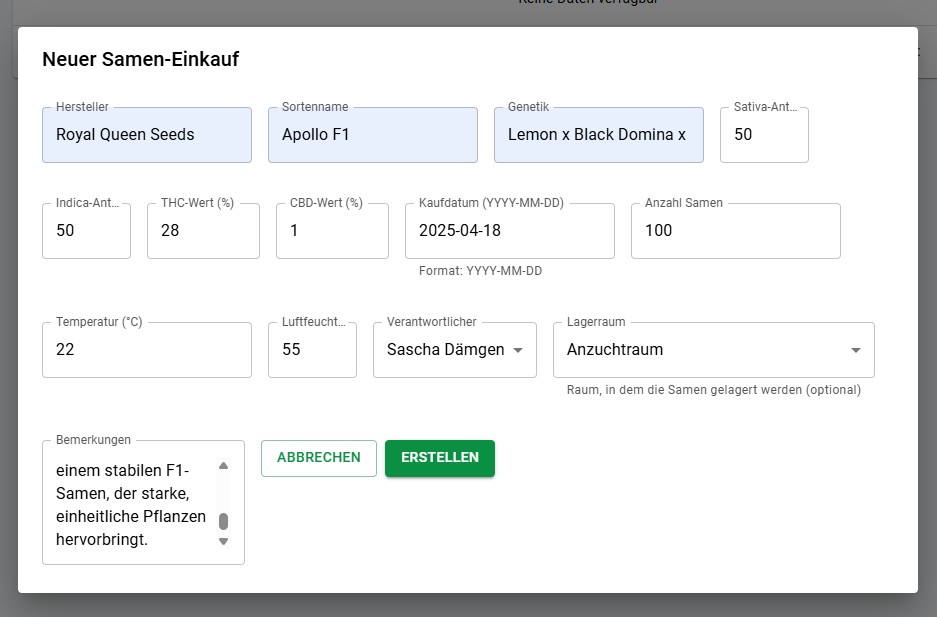 Keine Daten verfügbar
Neuer Samen-Einkauf
Hersteller
Royal Queen Seeds
Sortenname
Apollo F1
Genetik
Lemon x Black Domina x
Sativa-Ant...
50
Indica-Ant...
50
THC-Wert (%)
28
CBD-Wert (%)
1
Kaufdatum (YYYY-MM-DD)
2025-04-18
Format: YYYY-MM-DD
Anzahl Samen
100
Temperatur (°C)
22
Luftfeucht...
55
Verantwortlicher
Sascha Dämgen
Lagerraum
Anzuchtraum
Raum, in dem die Samen gelagert werden (optional)
Bemerkungen
einem stabilen F1-
Samen, der starke,
einheitliche Pflanzen
hervorbringt.
ABBRECHEN
ERSTELLEN